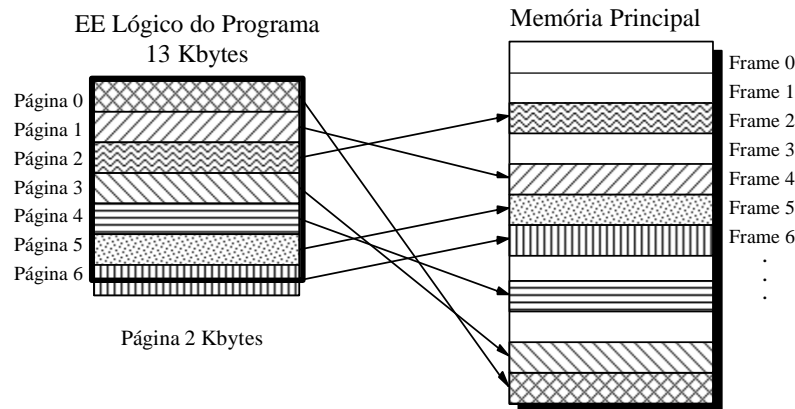 EE Lógico do Programa
13 Kbytes
Página 0
Página 1
Página 2
Página 3
Página 4
Página 5
Página 6
Página 2 Kbytes
Memória Principal
Frame 0
Frame 1
Frame 2
Frame 3
Frame 4
Frame 5
Frame 6
.
.
.